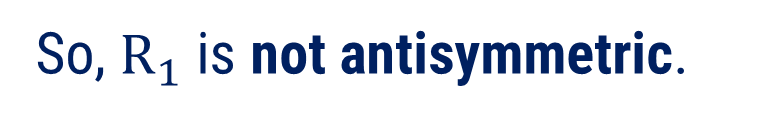 So, R₁ is not antisymmetric.